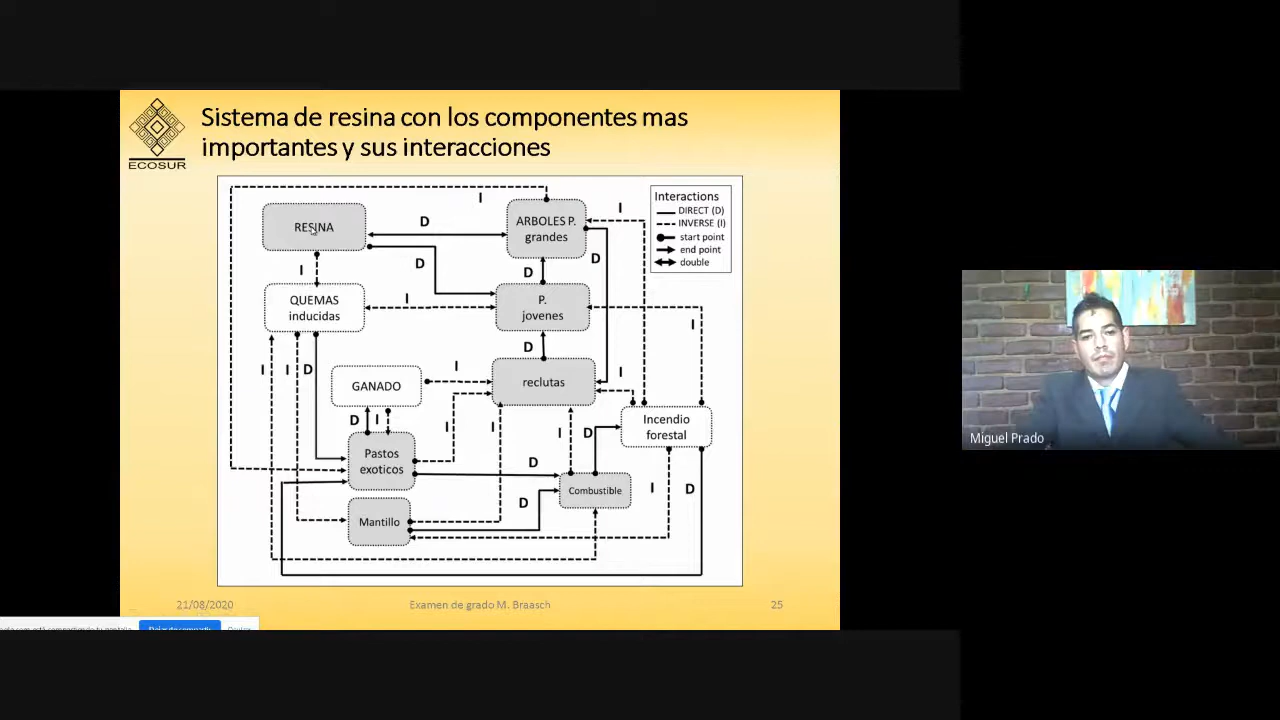 Sistema de resina con los componentes mas
importantes y sus interacciones
ECOSUR
I
Interactions
DIRECT (D)
INVERSE (I)
start point
end point
double
RESINA
D
ARBOLES P.
grandes
I
D
D
I
D
QUEMAS
inducidas
I
P.
jovenes
I
D
I
I
D
GANADO
I
reclutas
I
D
I
Incendio
forestal
Pastos
exoticos
I
I
I
D
D
Combustible
I
D
Mantillo
D
21/08/2020
Examen de grado M. Braasch
25
Miguel Prado